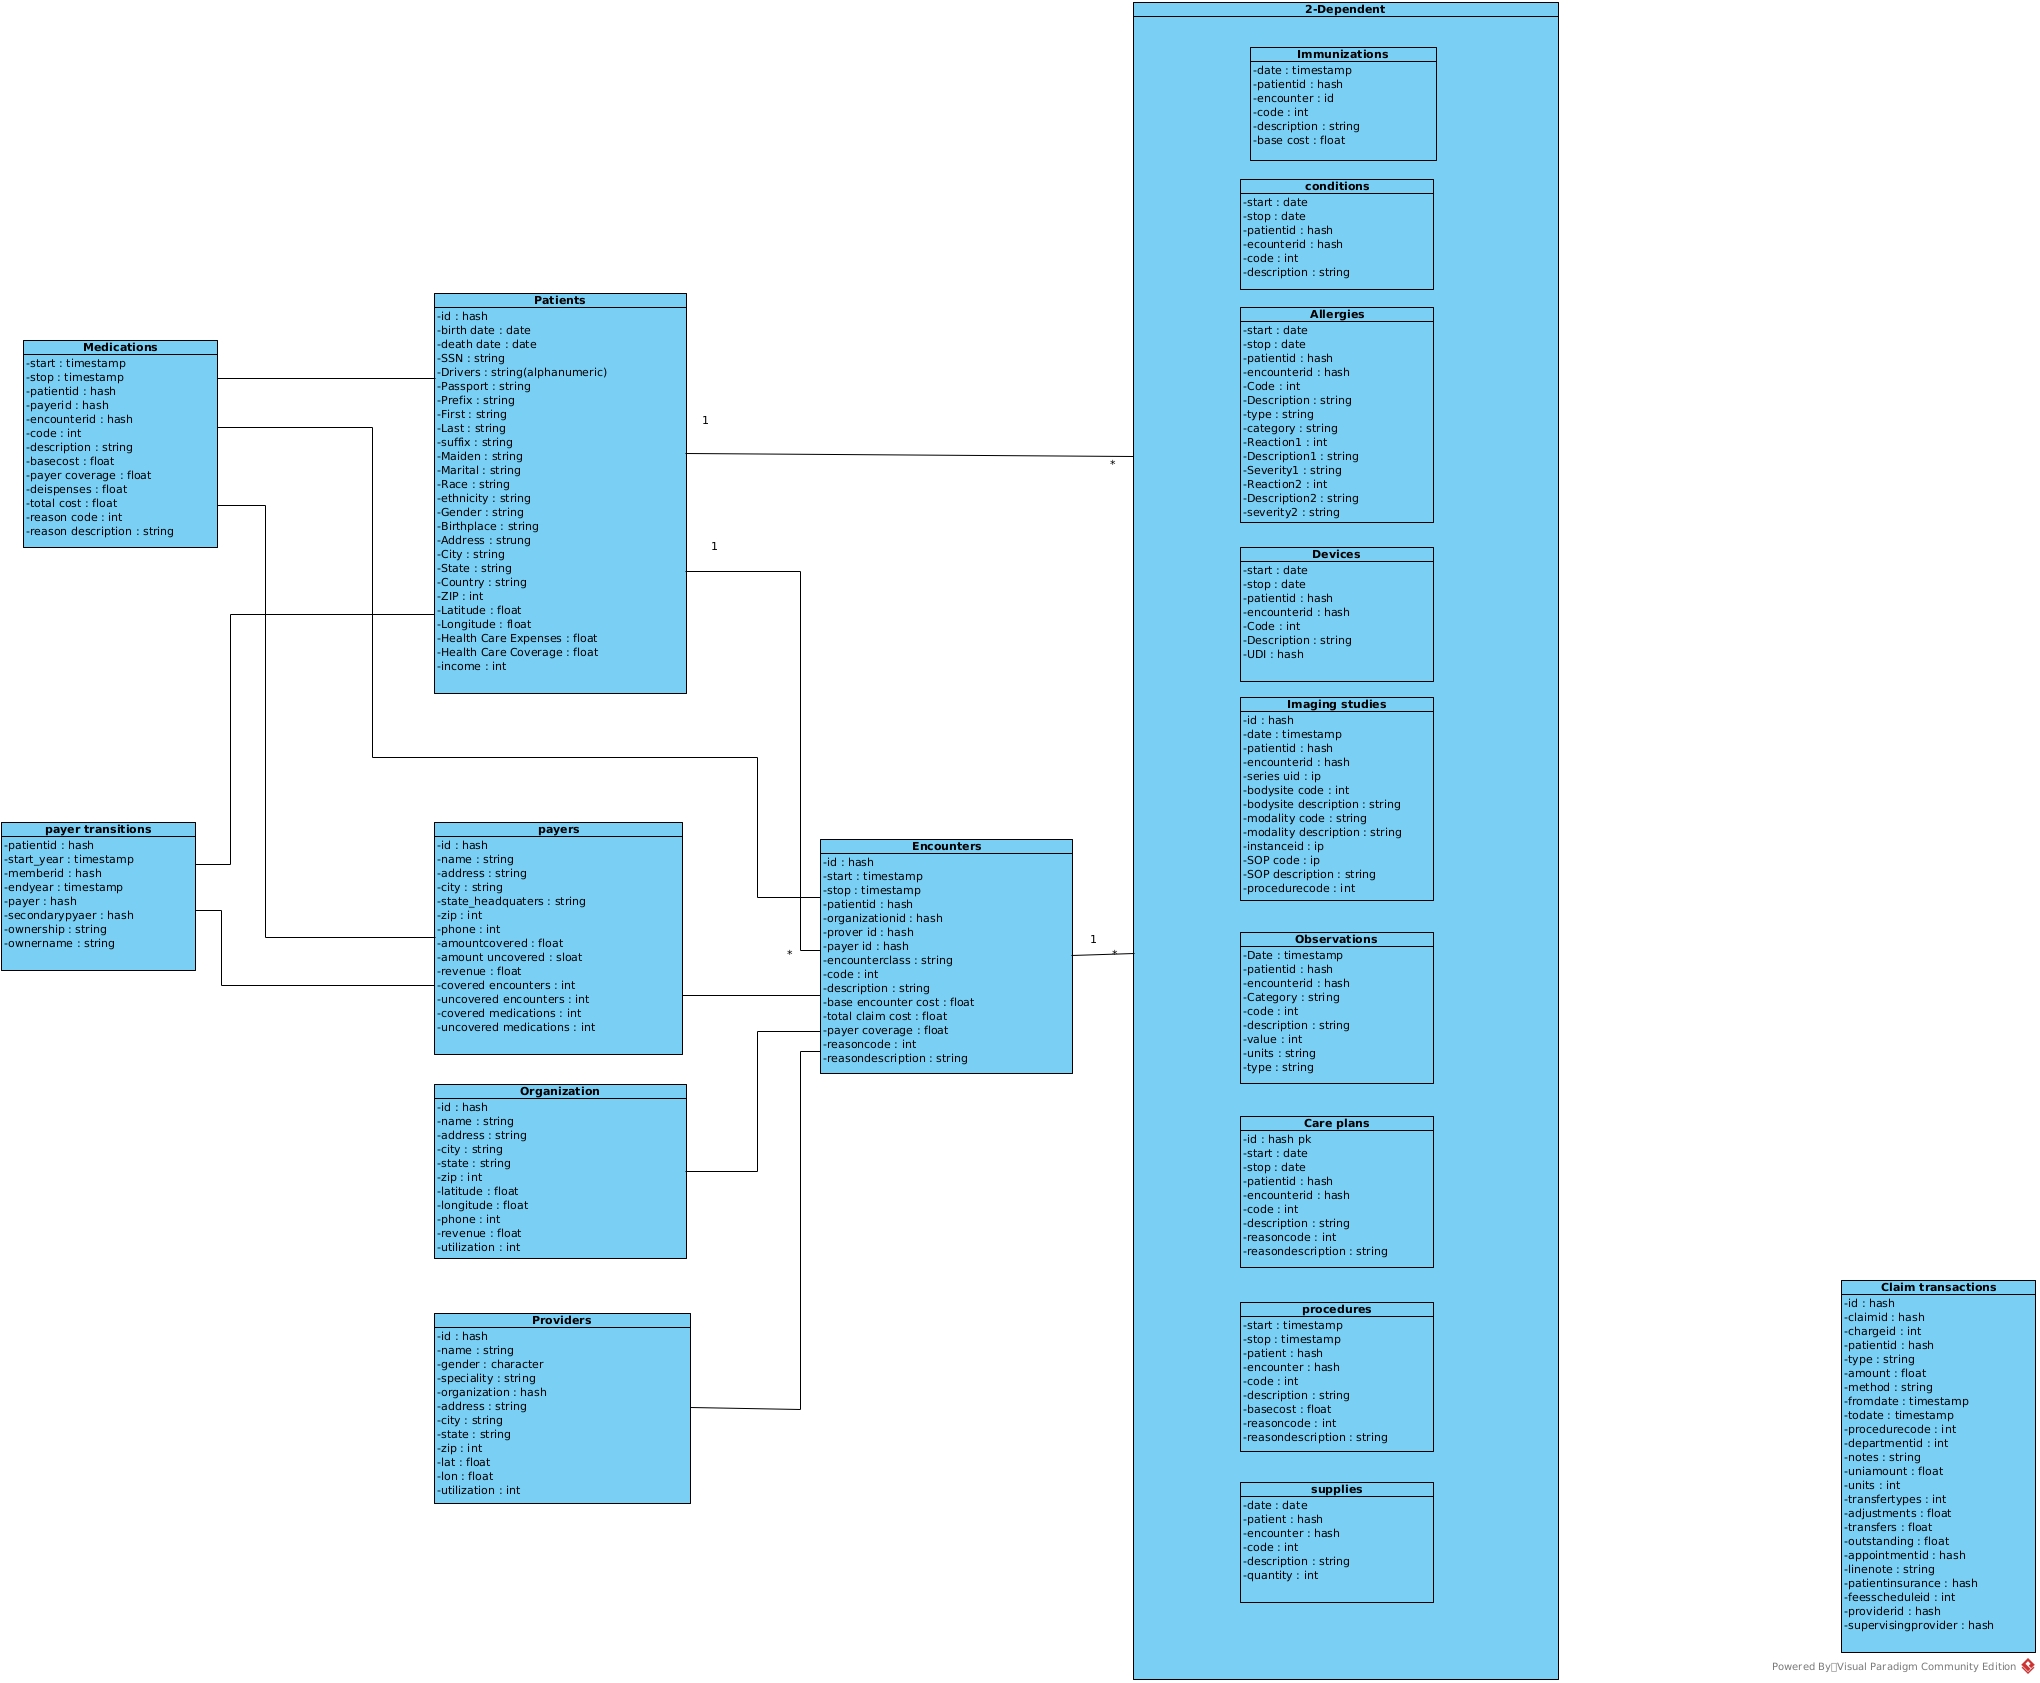 2-Dependent
Immunizations
-date : timestamp
-patientid : hash
-encounter : id
-code : int
-description : string
-base cost : float
conditions
-start : date
-stop : date
-patientid : hash
-ecounterid : hash
-code : int
-description : string
Allergies
-start : date
-stop : date
-patientid : hash
-encounterid : hash
-Code : int
-Description : string
-type : string
-category : string
-Reaction1 : int
-Description1 : string
-Severity1 : string
-Reaction2 : int
-Description2 : string
-severity2 : string
Devices
-start : date
-stop : date
-patientid : hash
-encounterid : hash
-Code : int
-Description : string
-UDI : hash
Imaging studies
-id : hash
-date : timestamp
-patientid : hash
-encounterid : hash
-series uid : ip
-bodysite code : int
-bodysite description : string
-modality code : string
-modality description : string
-instanceid : ip
-SOP code : ip
-SOP description : string
-procedurecode : int
Observations
-Date : timestamp
-patientid : hash
-encounterid : hash
-Category : string
-code : int
-description : string
-value : int
-units : string
-type : string
Care plans
-id : hash pk
-start : date
-stop : date
-patientid : hash
-encounterid : hash
-code : int
-description : string
-reasoncode : int
-reasondescription : string
procedures
-start : timestamp
-stop : timestamp
-patient : hash
-encounter : hash
-code : int
-description : string
-basecost : float
-reasoncode : int
-reasondescription : string
supplies
-date : date
-patient : hash
-encounter : hash
-code : int
-description : string
-quantity : int
Patients
-id : hash
-birth date : date
-death date : date
-SSN : string
-Drivers : string(alphanumeric)
-Passport : string
-Prefix : string
-First : string
-Last : string
-suffix : string
-Maiden : string
-Marital : string
-Race : string
-ethnicity : string
-Gender : string
-Birthplace : string
-Address : strung
-City : string
-State : string
-Country : string
-ZIP : int
-Latitude : float
-Longitude : float
-Health Care Expenses : float
-Health Care Coverage : float
-income : int
1
*
1
*
1
*
Medications
-start : timestamp
-stop : timestamp
-patientid : hash
-payerid : hash
-encounterid : hash
-code : int
-description : string
-basecost : float
-payer coverage : float
-deispenses : float
-total cost : float
-reason code : int
-reason description : string
payer transitions
-patientid : hash
-start_year : timestamp
-memberid : hash
-endyear : timestamp
-payer : hash
-secondarypyaer : hash
-ownership : string
-ownername : string
payers
-id : hash
-name : string
-address : string
-city : string
-state_headquaters : string
-zip : int
-phone : int
-amountcovered : float
-amount uncovered : sloat
-revenue : float
-covered encounters : int
-uncovered encounters : int
-covered medications : int
-uncovered medications : int
Encounters
-id : hash
-start : timestamp
-stop : timestamp
-patientid : hash
-organizationid : hash
-prover id : hash
-payer id : hash
-encounterclass : string
-code : int
-description : string
-base encounter cost : float
-total claim cost : float
-payer coverage : float
-reasoncode : int
-reasondescription : string
Organization
-id : hash
-name : string
-address : string
-city : string
-state : string
-zip : int
-latitude : float
-longitude : float
-phone : int
-revenue : float
-utilization : int
Providers
-id : hash
-name : string
-gender : character
-speciality : string
-organization : hash
-address : string
-city : string
-state : string
-zip : int
-lat : float
-lon : float
-utilization : int
Claim transactions
-id : hash
-claimid : hash
-chargeid : int
-patientid : hash
-type : string
-amount : float
-method : string
-fromdate : timestamp
-todate : timestamp
-procedurecode : int
-departmentid : int
-notes : string
-uniamount : float
-units : int
-transfertypes : int
-adjustments : float
-transfers : float
-outstanding : float
-appointmentid : hash
-linenote : string
-patientinsurance : hash
-feesscheduleid : int
-providerid : hash
-supervisingprovider : hash
Powered By▯Visual Paradigm Community Edition